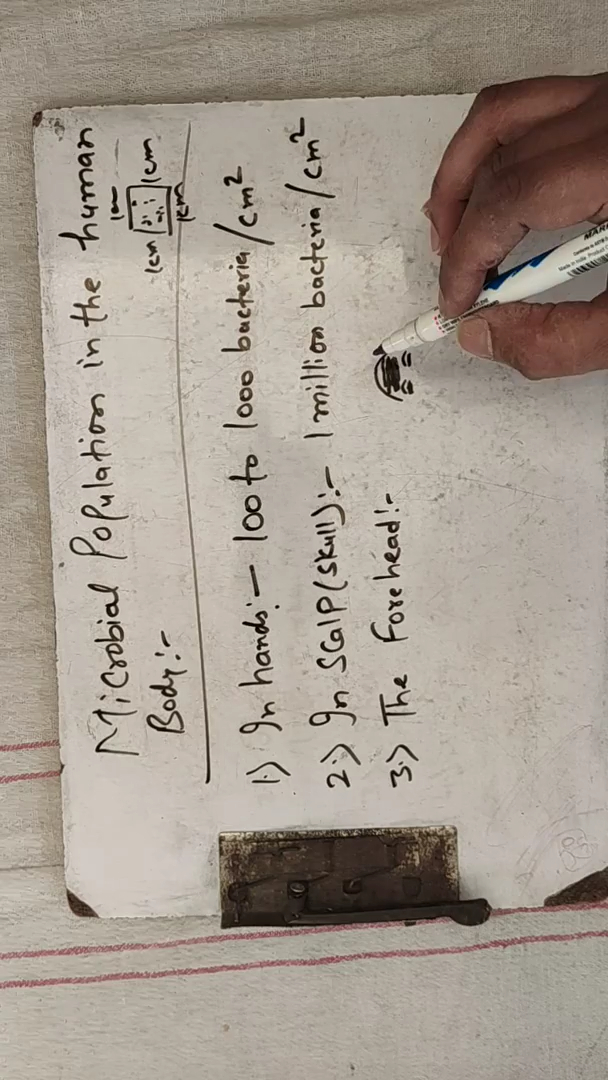 Microbial Population in the human
Body:-
1cm
1cm
1cm
1cm
1.) In hands:- 100 to 1000 bacteria/cm²
2.) In SCalP(skull):- 1 million bacteria/cm²
3.) The Forehead:-